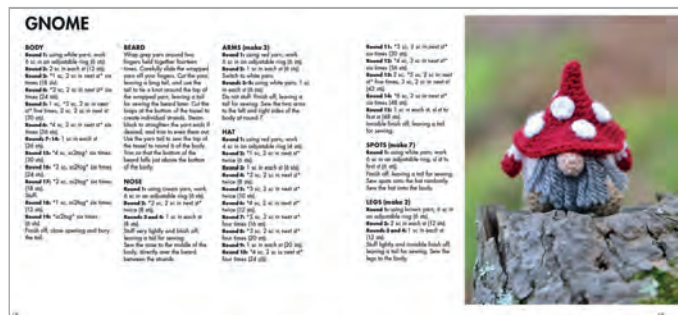 GNOME
BODY
Round 1: using white yarn, work
6 sc in an adjustable ring (6 sts)
Round 2: 2 sc in each st (12 sts)
Round 3: *1 sc, 2 sc in next st* six
times (18 sts)
Round 4: *2 sc, 2 sc in next st* six
times (24 sts)
Round 5: 1 sc, *2 sc, 2 sc in next
st* five times, 2 sc, 2 sc in next st
(30 sts)
Round 6: *4 sc, 2 sc in next st* six
times (36 sts)
Rounds 7–14: 1 sc in each st
(36 sts)
Round 15: *4 sc, sc2tog* six times
(30 sts)
Round 16: *3 sc, sc2tog* six times
(24 sts)
Round 17: *2 sc, sc2tog* six times
(18 sts)
Stuff.
Round 18: *1 sc, sc2tog* six times
(12 sts)
Round 19: *sc2tog* six times
(6 sts)
Finish off, close opening and bury
the tail.
BEARD
Wrap grey yarn around two
fingers held together fourteen
times. Carefully slide the wrapped
yarn off your fingers. Cut the yarn,
leaving a long tail, and use the
tail to tie a knot around the top of
the wrapped yarn, leaving a tail
for sewing the beard later. Cut the
loops at the bottom of the tassel to
create individual strands. Steam
block to straighten the yarn ends if
desired, and trim to even them out.
Use the yarn tail to sew the top of
the tassel to round 8 of the body.
Trim so that the bottom of the
beard falls just above the bottom
of the body.
NOSE
Round 1: using cream yarn, work
6 sc in an adjustable ring (6 sts)
Round 2: *2 sc, 2 sc in next st*
twice (8 sts)
Rounds 3 and 4: 1 sc in each st
(8 sts)
Stuff very lightly and finish off,
leaving a tail for sewing.
Sew the nose to the middle of the
body, directly over the beard
between the strands.
ARMS (make 2)
Round 1: using red yarn, work
6 sc in an adjustable ring (6 sts)
Round 2: 1 sc in each st (6 sts)
Switch to white yarn.
Rounds 3–5: using white yarn, 1 sc
in each st (6 sts)
Do not stuff. Finish off, leaving a
tail for sewing. Sew the two arms
to the left and right sides of the
body at round 7.
HAT
Round 1: using red yarn, work
4 sc in an adjustable ring (4 sts)
Round 2: *1 sc, 2 sc in next st*
twice (6 sts)
Round 3: 1 sc in each st (6 sts)
Round 4: *2 sc, 2 sc in next st*
twice (8 sts)
Round 5: *3 sc, 2 sc in next st*
twice (10 sts)
Round 6: *4 sc, 2 sc in next st*
twice (12 sts)
Round 7: *2 sc, 2 sc in next st*
four times (16 sts)
Round 8: *3 sc, 2 sc in next st*
four times (20 sts)
Round 9: 1 sc in each st (20 sts)
Round 10: *4 sc, 2 sc in next st*
four times (24 sts)
Round 11: *3 sc, 2 sc in next st*
six times (30 sts)
Round 12: *4 sc, 2 sc in next st*
six times (36 sts)
Round 13: 2 sc, *5 sc, 2 sc in next
st* five times, 3 sc, 2 sc in next st
(42 sts)
Round 14: *6 sc, 2 sc in next st*
six times (48 sts)
Round 15: 1 sc in each st, sl st to
first st (48 sts)
Invisible finish off, leaving a tail
for sewing.
SPOTS (make 7)
Round 1: using white yarn, work
6 sc in an adjustable ring, sl st to
first st (6 sts)
Finish off, leaving a tail for sewing.
Sew spots onto the hat randomly.
Sew the hat onto the body.
LEGS (make 2)
Round 1: using brown yarn, 6 sc in
an adjustable ring (6 sts)
Round 2: 2 sc in each st (12 sts)
Rounds 3 and 4: 1 sc in each st
(12 sts)
Stuff lightly and invisible finish off,
leaving a tail for sewing. Sew the
legs to the body.